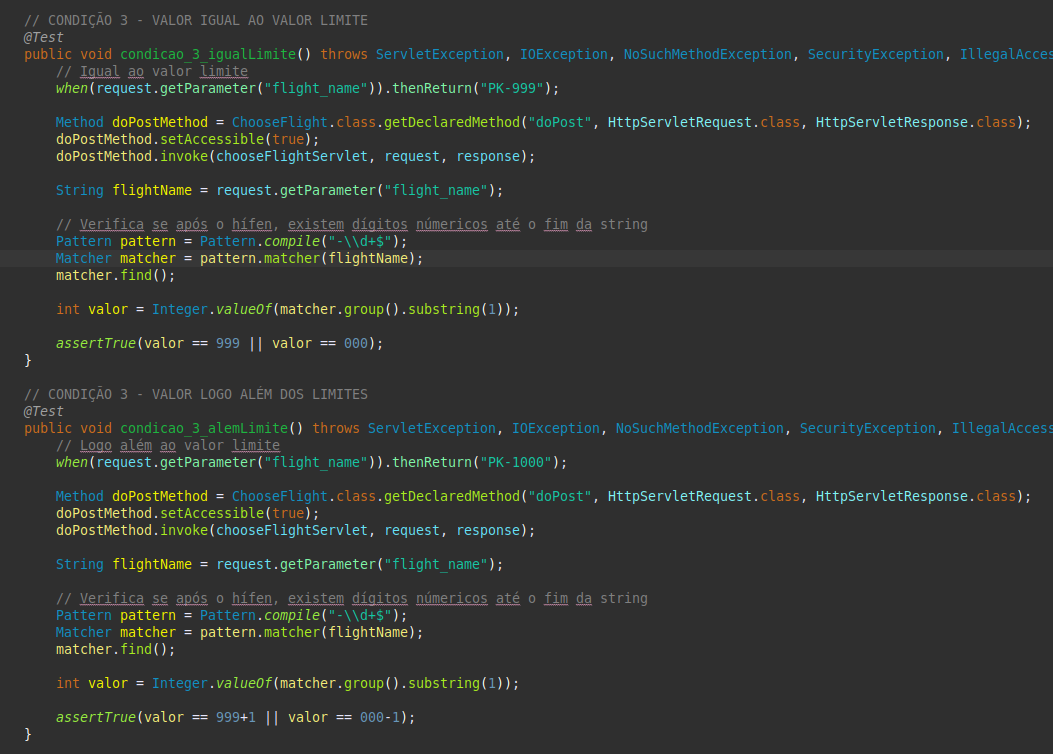 // CONDIÇÃO 3 - VALOR IGUAL AO VALOR LIMITE
@Test
public void condicao_3_igualLimite() throws ServletException, IOException, NoSuchMethodException, SecurityException, IllegalAcces
// Igual ao valor limite
when(request.getParameter("flight_name")).thenReturn("PK-999");
Method doPostMethod = ChooseFlight.class.getDeclaredMethod("doPost", HttpServletRequest.class, HttpServletResponse.class);
doPostMethod.setAccessible(true);
doPostMethod.invoke(chooseFlightServlet, request, response);
String flightName = request.getParameter("flight_name");
// Verifica se após o hífen, existem dígitos númericos até o fim da string
Pattern pattern = Pattern.compile("-\\d+$");
Matcher matcher = pattern.matcher(flightName);
matcher.find();
int valor = Integer.valueOf(matcher.group().substring(1));
assertTrue(valor == 999 || valor == 000);
}
// CONDIÇÃO 3 - VALOR LOGO ALÉM DOS LIMITES
@Test
public void condicao_3_alemLimite() throws ServletException, IOException, NoSuchMethodException, SecurityException, IllegalAccess
// Logo além ao valor limite
when(request.getParameter("flight_name")).thenReturn("PK-1000");
Method doPostMethod = ChooseFlight.class.getDeclaredMethod("doPost", HttpServletRequest.class, HttpServletResponse.class);
doPostMethod.setAccessible(true);
doPostMethod.invoke(chooseFlightServlet, request, response);
String flightName = request.getParameter("flight_name");
// Verifica se após o hífen, existem dígitos númericos até o fim da string
Pattern pattern = Pattern.compile("-\\d+$");
Matcher matcher = pattern.matcher(flightName);
matcher.find();
int valor = Integer.valueOf(matcher.group().substring(1));
assertTrue(valor == 999+1 || valor == 000-1);
}